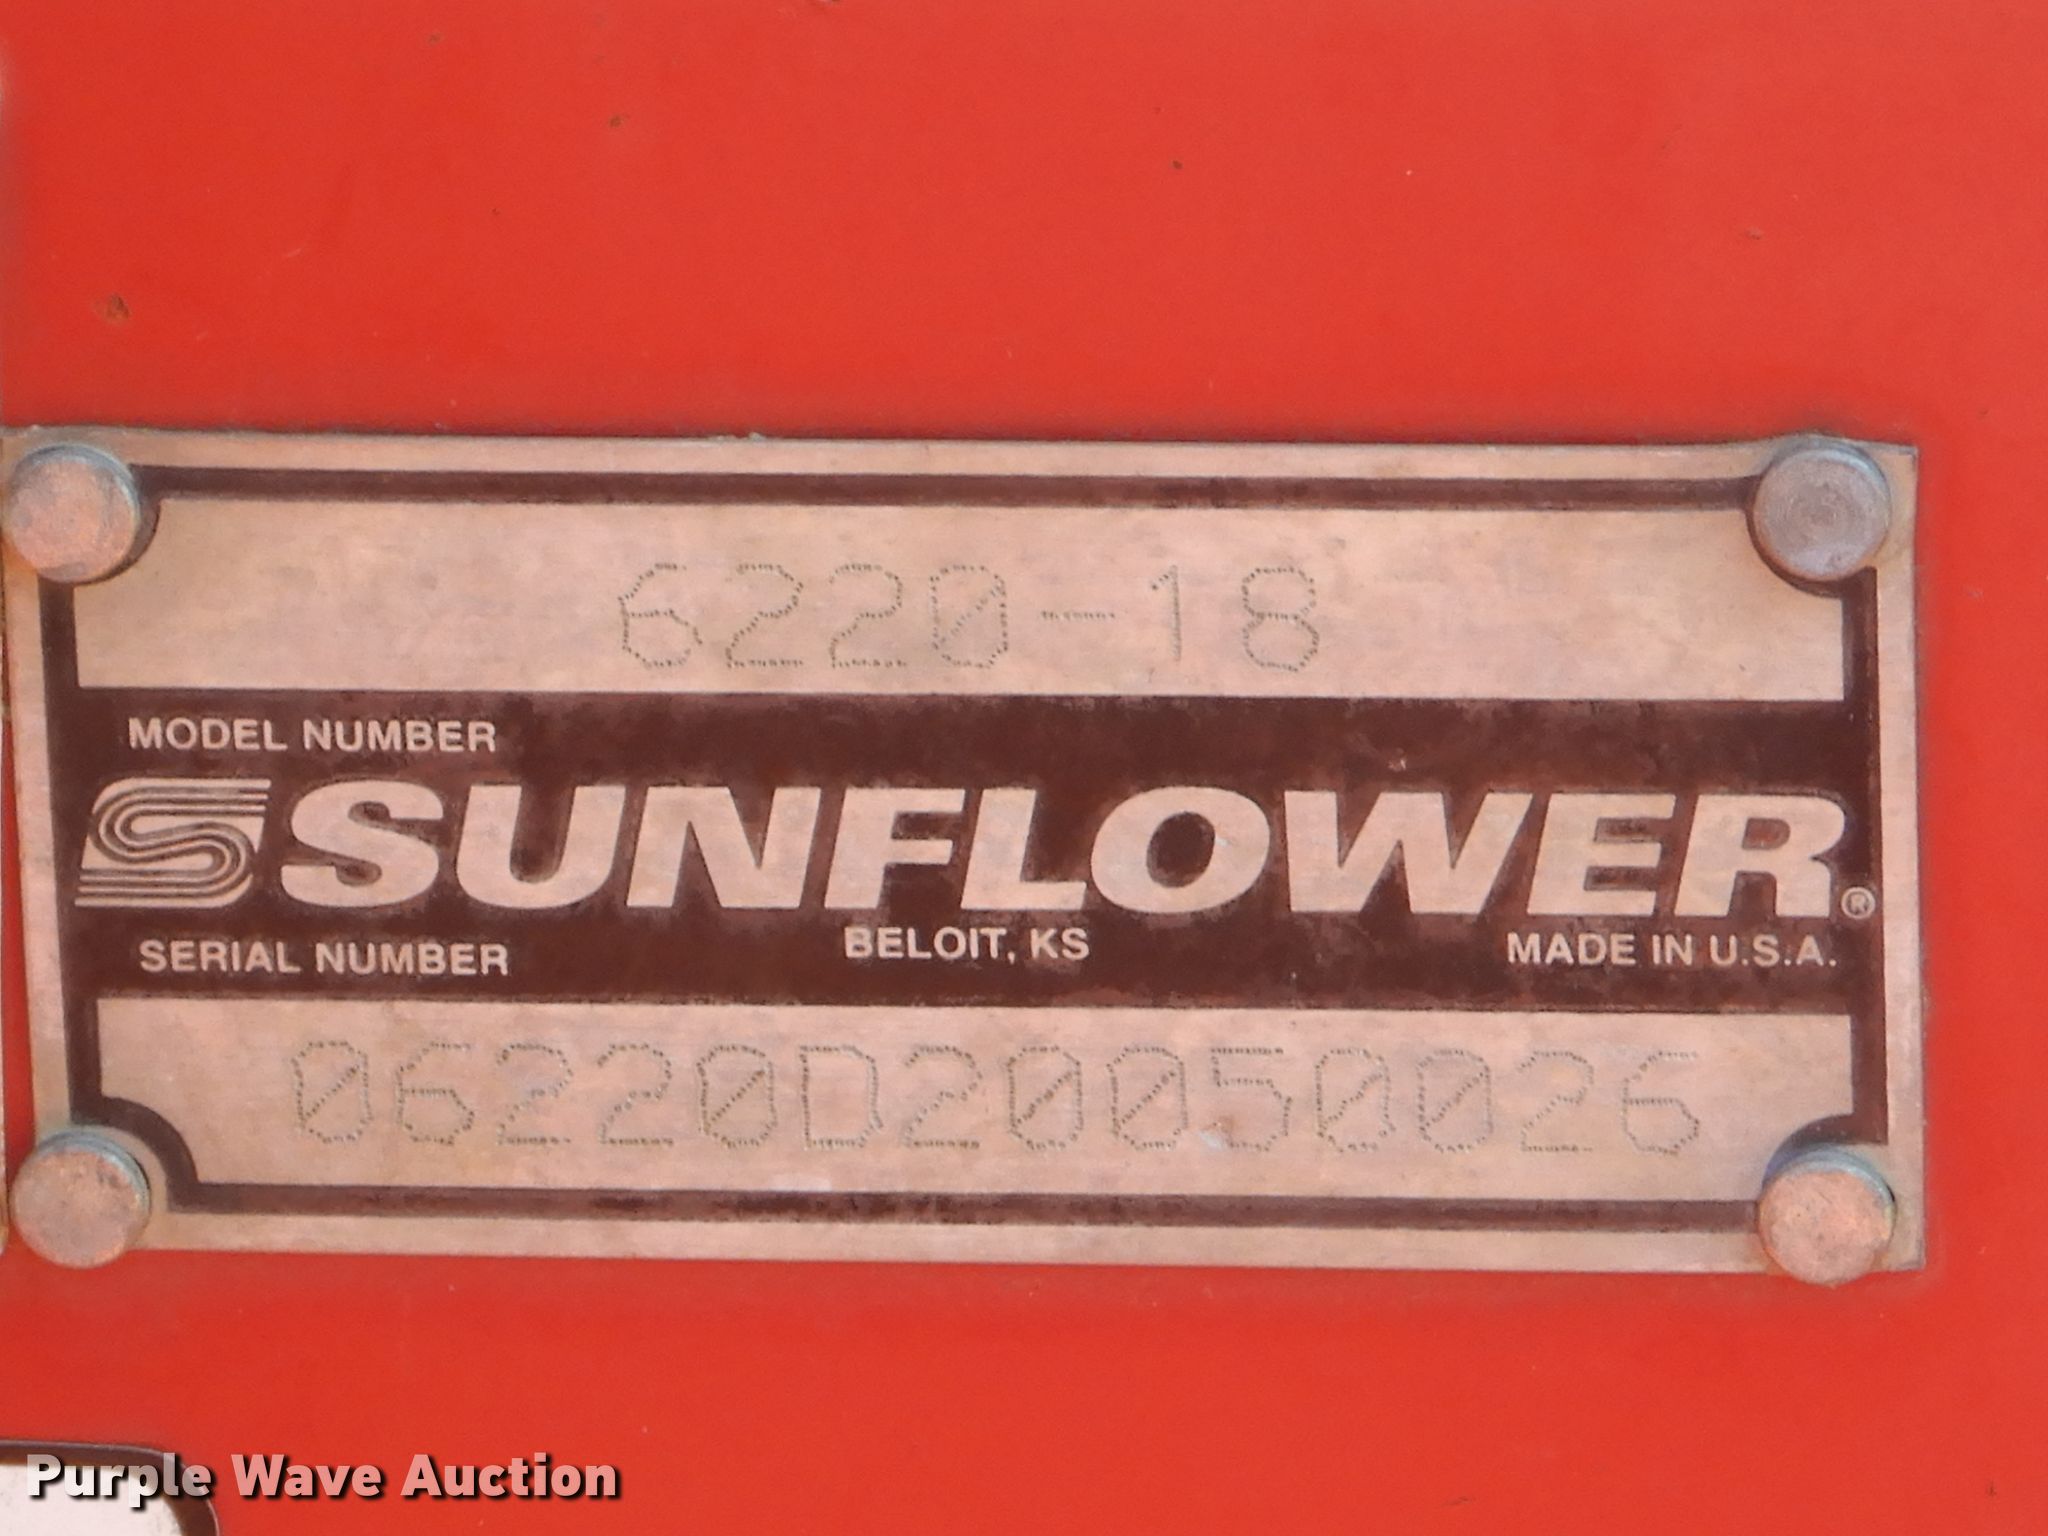 6220-18
MODEL NUMBER
SUNFLOWER®
SERIAL NUMBER BELOIT, KS MADE IN U.S.A.
06220D20050026
Purple Wave Auction